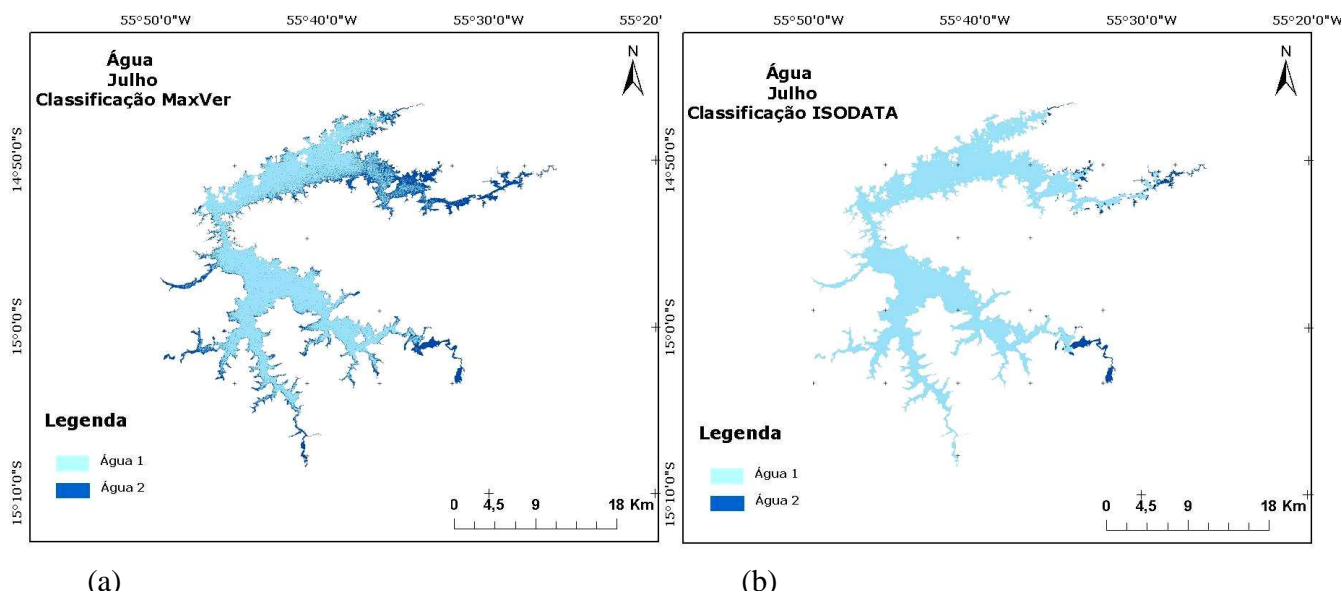 55°50'0"W 55°40'0"W 55°30'0"W 55°20'
Água
Julho
Classificação MaxVer
N
14°50'0"S
15°0'0"S
15°10'0"S
Legenda
Água 1
Água 2
0 4,5 9 18 Km
(a)
55°50'0"W 55°40'0"W 55°30'0"W 55°20'0"W
Água
Julho
Classificação ISODATA
N
14°50'0"S
15°0'0"S
15°10'0"S
Legenda
Água 1
Água 2
0 4,5 9 18 Km
(b)